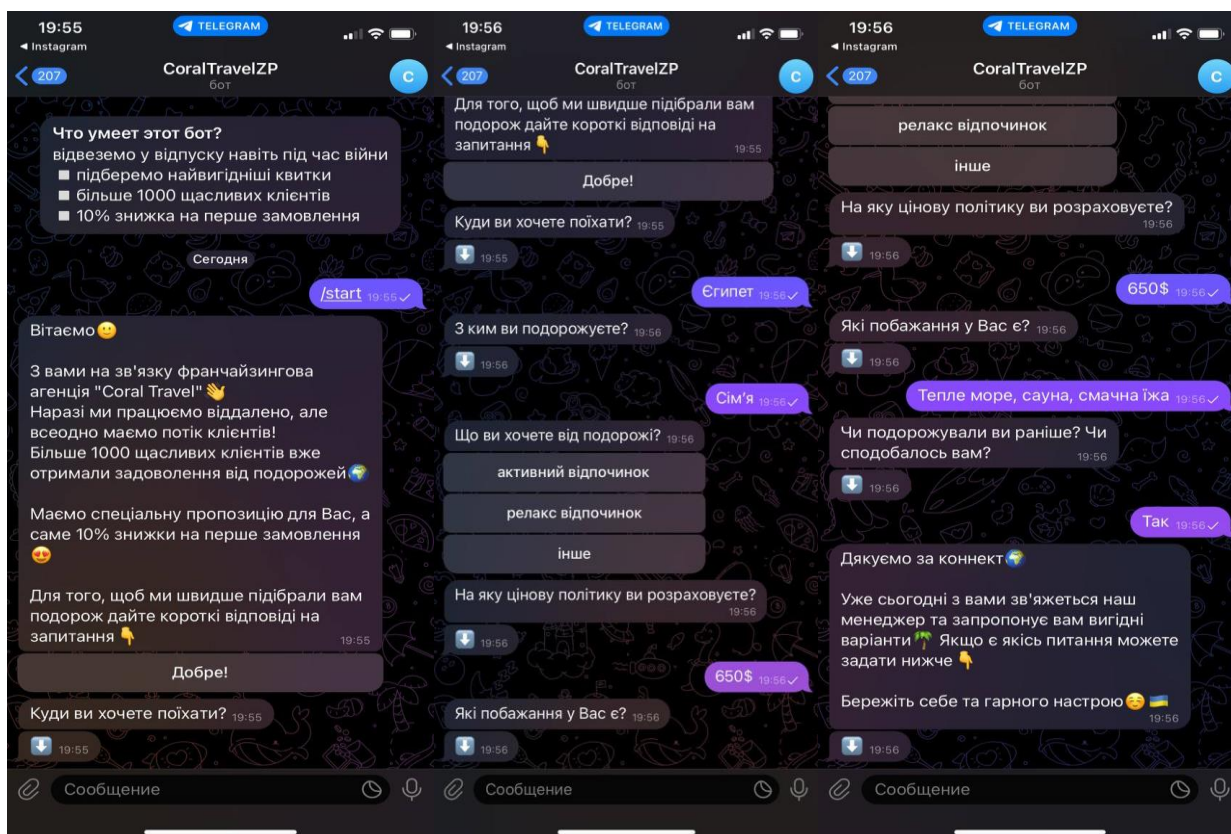 19:55
TELEGRAM
◄ Instagram
207
CoralTravelZP
бот
C
Что умеет этот бот?
відвеземо у відпуску навіть під час війни
◽ підберемо найвигідніші квитки
◽ більше 1000 щасливих клієнтів
◽ 10% знижка на перше замовлення
Сегодня
/start 19:55
Вітаємо🙂
З вами на зв'язку франчайзингова
агенція "Coral Travel"👋
Наразі ми працюємо віддалено, але
всеодно маємо потік клієнтів!
Більше 1000 щасливих клієнтів вже
отримали задоволення від подорожей🌍
Маємо спеціальну пропозицію для Вас, а
саме 10% знижки на перше замовлення
😍
Для того, щоб ми швидше підібрали вам
подорож дайте короткі відповіді на
запитання👇 19:55
Добре!
Куди ви хочете поїхати? 19:55
⬇️ 19:55
Сообщение
19:56
TELEGRAM
◄ Instagram
207
CoralTravelZP
бот
C
Для того, щоб ми швидше підібрали вам
подорож дайте короткі відповіді на
запитання👇 19:55
Добре!
Куди ви хочете поїхати? 19:55
⬇️ 19:55
Єгипет 19:56
З ким ви подорожуєте? 19:56
⬇️ 19:56
Сім'я 19:56
Що ви хочете від подорожі? 19:56
активний відпочинок
релакс відпочинок
інше
На яку цінову політику ви розраховуєте?
19:56
⬇️ 19:56
650$ 19:56
Які побажання у Вас є? 19:56
⬇️ 19:56
Сообщение
19:56
TELEGRAM
◄ Instagram
207
CoralTravelZP
бот
C
релакс відпочинок
інше
На яку цінову політику ви розраховуєте?
19:56
⬇️ 19:56
650$ 19:56
Які побажання у Вас є? 19:56
⬇️ 19:56
Тепле море, сауна, смачна їжа 19:56
Чи подорожували ви раніше? Чи
сподобалось вам? 19:56
⬇️ 19:56
Так 19:56
Дякуємо за коннект🌍
Уже сьогодні з вами зв'яжеться наш
менеджер та запропонує вам вигідні
варіанти🌴 Якщо є якісь питання можете
задати нижче👇
Бережіть себе та гарного настрою☺️🇺🇦
19:56
⬇️ 19:56
Сообщение